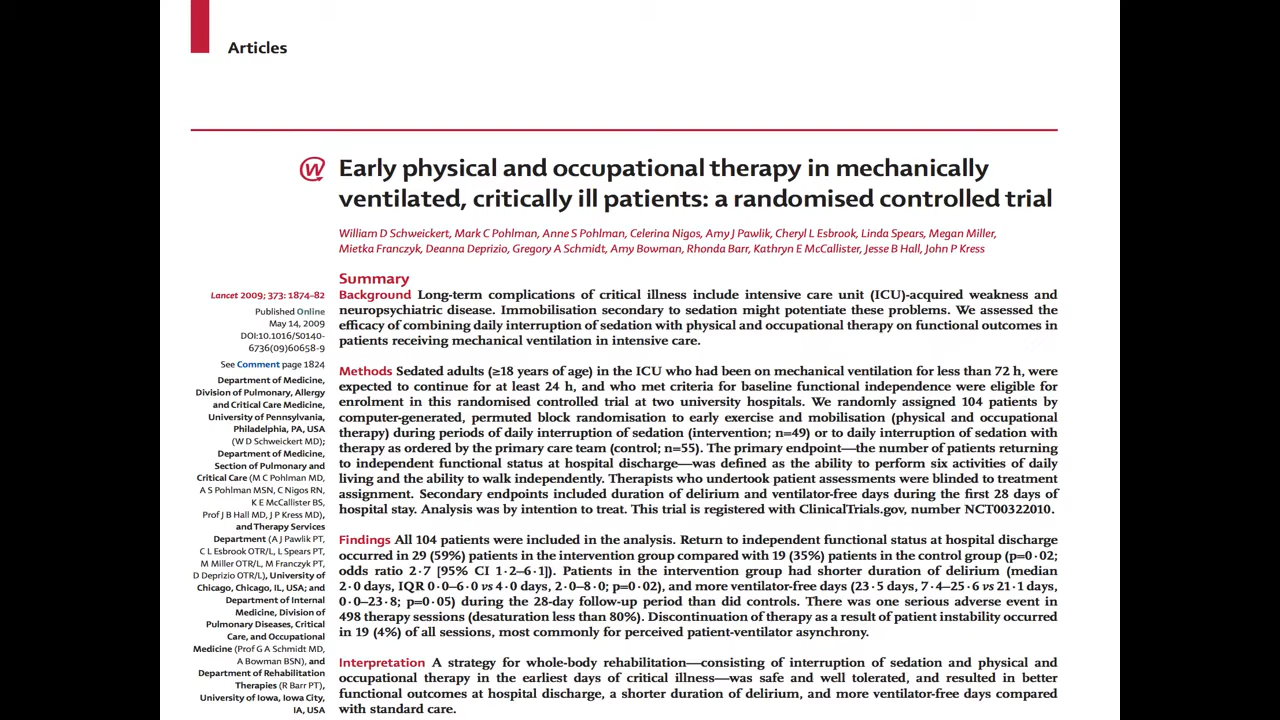 Articles
W
Early physical and occupational therapy in mechanically
ventilated, critically ill patients: a randomised controlled trial
William D Schweickert, Mark C Pohlman, Anne S Pohlman, Celerina Nigos, Amy J Pawlik, Cheryl L Esbrook, Linda Spears, Megan Miller,
Mietka Franczyk, Deanna Deprizio, Gregory A Schmidt, Amy Bowman, Rhonda Barr, Kathryn E McCallister, Jesse B Hall, John P Kress
Summary
Background Long-term complications of critical illness include intensive care unit (ICU)-acquired weakness and
neuropsychiatric disease. Immobilisation secondary to sedation might potentiate these problems. We assessed the
efficacy of combining daily interruption of sedation with physical and occupational therapy on functional outcomes in
patients receiving mechanical ventilation in intensive care.
Methods Sedated adults (≥18 years of age) in the ICU who had been on mechanical ventilation for less than 72 h, were
expected to continue for at least 24 h, and who met criteria for baseline functional independence were eligible for
enrolment in this randomised controlled trial at two university hospitals. We randomly assigned 104 patients by
computer-generated, permuted block randomisation to early exercise and mobilisation (physical and occupational
therapy) during periods of daily interruption of sedation (intervention; n=49) or to daily interruption of sedation with
therapy as ordered by the primary care team (control; n=55). The primary endpoint—the number of patients returning
to independent functional status at hospital discharge—was defined as the ability to perform six activities of daily
living and the ability to walk independently. Therapists who undertook patient assessments were blinded to treatment
assignment. Secondary endpoints included duration of delirium and ventilator-free days during the first 28 days of
hospital stay. Analysis was by intention to treat. This trial is registered with ClinicalTrials.gov, number NCT00322010.
Findings All 104 patients were included in the analysis. Return to independent functional status at hospital discharge
occurred in 29 (59%) patients in the intervention group compared with 19 (35%) patients in the control group (p=0·02;
odds ratio 2·7 [95% CI 1·2–6·1]). Patients in the intervention group had shorter duration of delirium (median
2·0 days, IQR 0·0–6·0 vs 4·0 days, 2·0–8·0; p=0·02), and more ventilator-free days (23·5 days, 7·4–25·6 vs 21·1 days,
0·0–23·8; p=0·05) during the 28-day follow-up period than did controls. There was one serious adverse event in
498 therapy sessions (desaturation less than 80%). Discontinuation of therapy as a result of patient instability occurred
in 19 (4%) of all sessions, most commonly for perceived patient-ventilator asynchrony.
Interpretation A strategy for whole-body rehabilitation—consisting of interruption of sedation and physical and
occupational therapy in the earliest days of critical illness—was safe and well tolerated, and resulted in better
functional outcomes at hospital discharge, a shorter duration of delirium, and more ventilator-free days compared
with standard care.
Lancet 2009; 373: 1874–82
Published Online
May 14, 2009
DOI:10.1016/S0140-
6736(09)60658-9
See Comment page 1824
Department of Medicine,
Division of Pulmonary, Allergy
and Critical Care Medicine,
University of Pennsylvania,
Philadelphia, PA, USA
(W D Schweickert MD);
Department of Medicine,
Section of Pulmonary and
Critical Care (M C Pohlman MD,
A S Pohlman MSN, C Nigos RN,
K E McCallister BS,
Prof J B Hall MD, J P Kress MD),
and Therapy Services
Department (A J Pawlik PT,
C L Esbrook OTR/L, L Spears PT,
M Miller OTR/L, M Franczyk PT,
D Deprizio OTR/L), University of
Chicago, Chicago, IL, USA; and
Department of Internal
Medicine, Division of
Pulmonary Diseases, Critical
Care, and Occupational
Medicine (Prof G A Schmidt MD,
A Bowman BSN), and
Department of Rehabilitation
Therapies (R Barr PT),
University of Iowa, Iowa City,
IA, USA